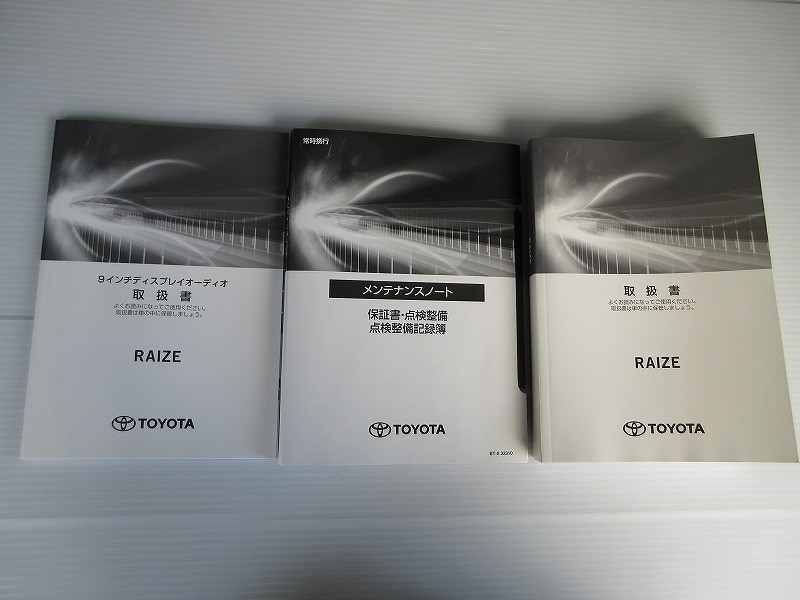 9インチディスプレイオーディオ
取扱書
よくお読みになってご使用ください。
取扱書は車の中に保管しましょう。
RAIZE
TOYOTA
常時携行
メンテナンスノート
保証書・点検整備
点検整備記録簿
TOYOTA
取扱書
よくお読みになってご使用ください。
取扱書は車の中に保管しましょう。
RAIZE
TOYOTA